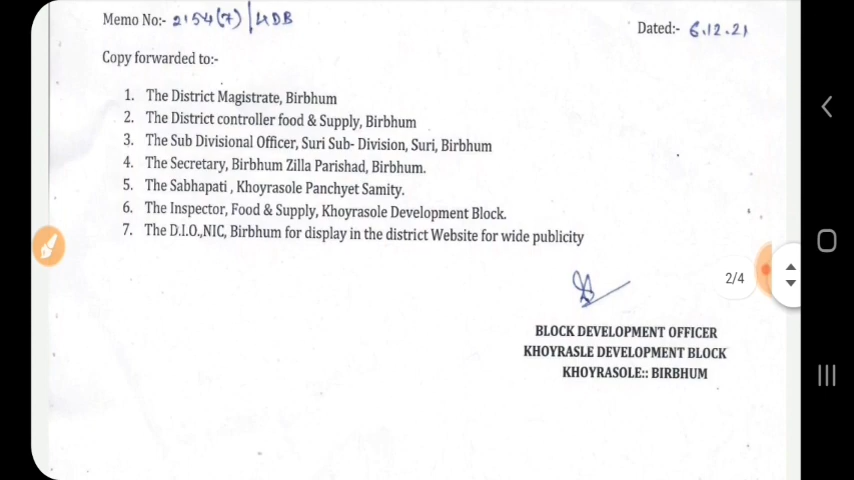 Memo No:- 2154(7)/KDB
Dated:- 6.12.21
Copy forwarded to:-
1. The District Magistrate, Birbhum
2. The District controller food & Supply, Birbhum
3. The Sub Divisional Officer, Suri Sub- Division, Suri, Birbhum
4. The Secretary, Birbhum Zilla Parishad, Birbhum.
5. The Sabhapati , Khoyrasole Panchyet Samity.
6. The Inspector, Food & Supply, Khoyrasole Development Block.
7. The D.I.O.,NIC, Birbhum for display in the district Website for wide publicity
2/4
BLOCK DEVELOPMENT OFFICER
KHOYRASLE DEVELOPMENT BLOCK
KHOYRASOLE:: BIRBHUM